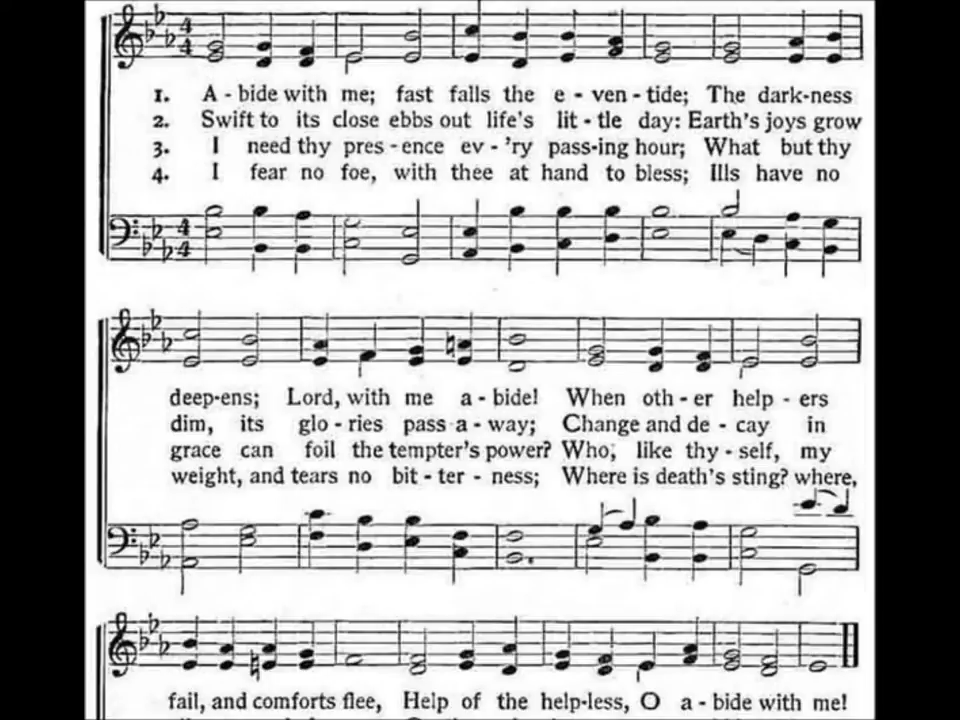 1. A - bide with me; fast falls the e - ven - tide; The dark-ness
2. Swift to its close ebbs out life's lit - tle day: Earth's joys grow
3. I need thy pres - ence ev - 'ry pass-ing hour; What but thy
4. I fear no foe, with thee at hand to bless; Ills have no
deep-ens; Lord, with me a - bide! When oth - er help - ers
dim, its glo - ries pass a - way; Change and de - cay in
grace can foil the tempter's power? Who, like thy - self, my
weight, and tears no bit - ter - ness; Where is death's sting? where,
fail, and comforts flee, Help of the help-less, O a - bide with me!